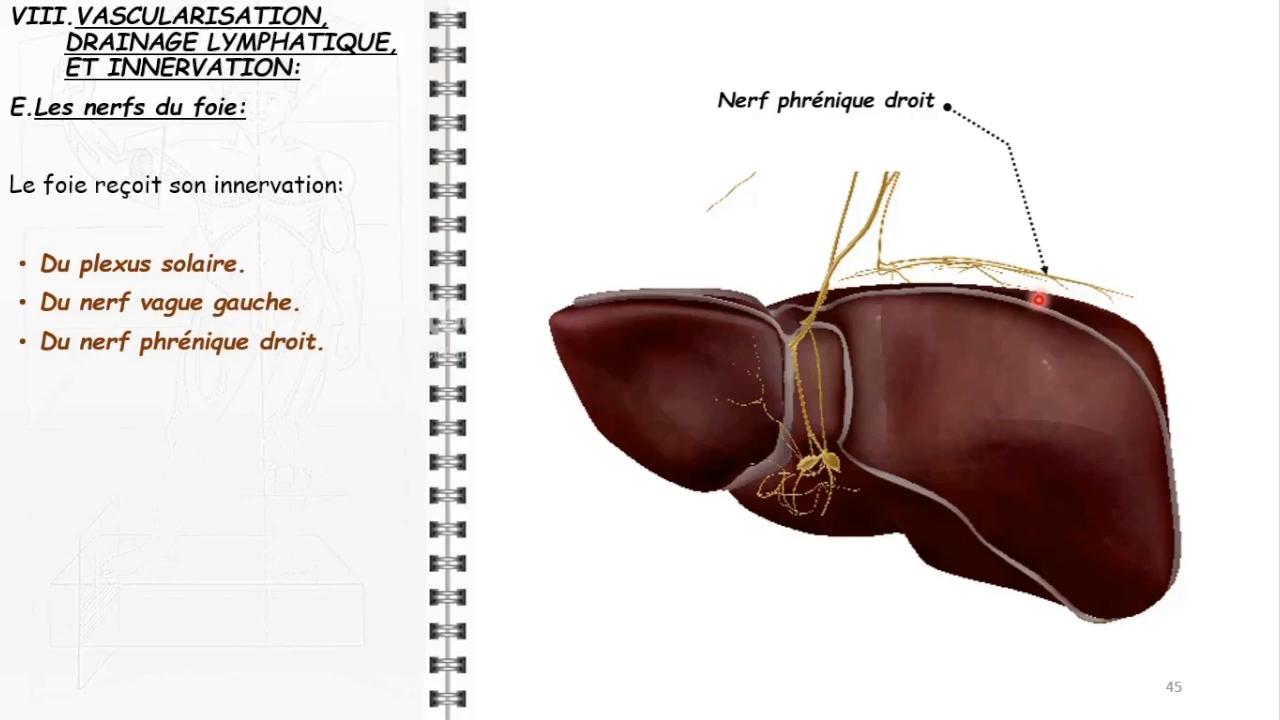 VIII.VASCULARISATION,
DRAINAGE LYMPHATIQUE,
ET INNERVATION:
E.Les nerfs du foie:
Le foie reçoit son innervation:
• Du plexus solaire.
• Du nerf vague gauche.
• Du nerf phrénique droit.
Nerf phrénique droit
45